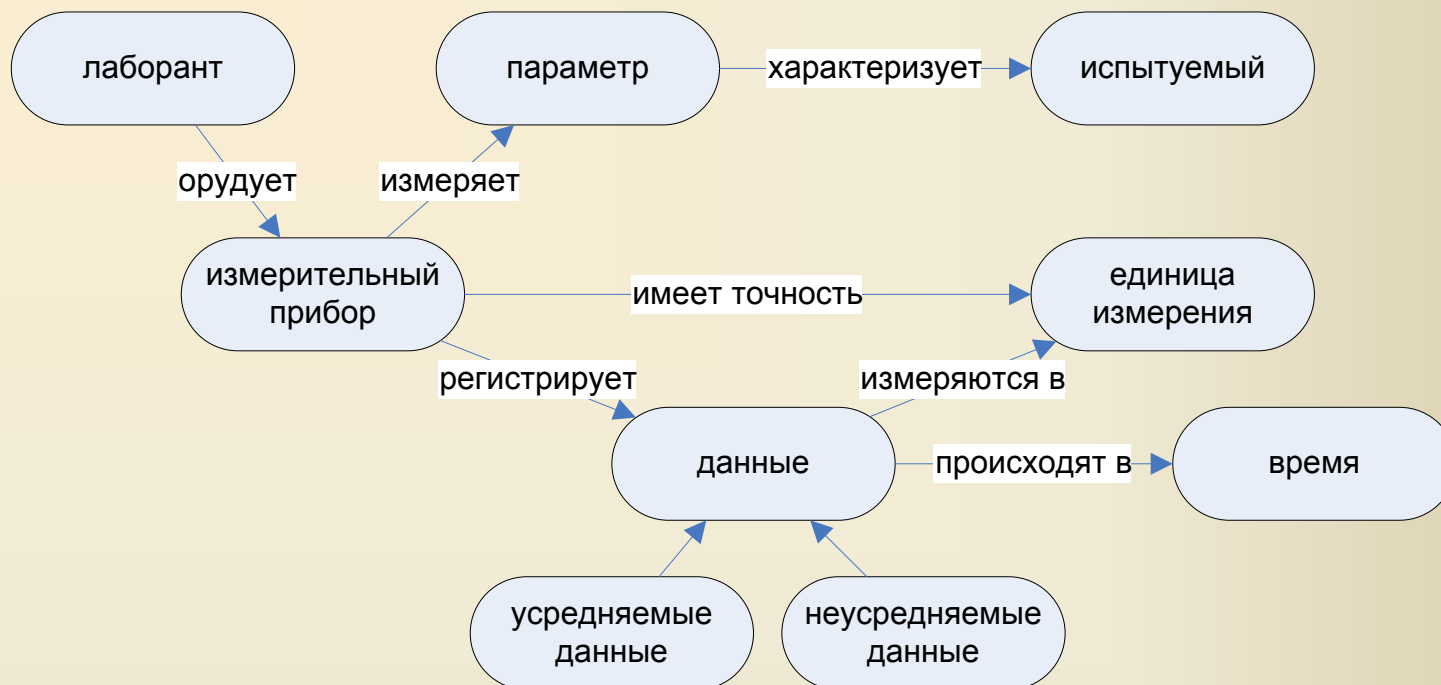 лаборант
параметр
характеризует
испытуемый
орудует
измеряет
измерительный
прибор
имеет точность
единица
измерения
регистрирует
измеряются в
данные
происходят в
время
усредняемые
данные
неусредняемые
данные